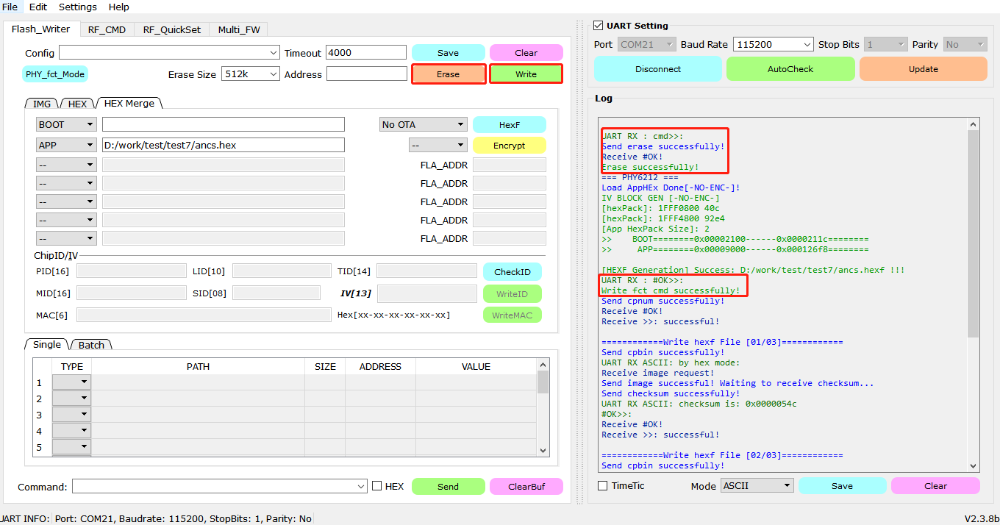 File Edit Settings Help
Flash_Writer RF_CMD RF_QuickSet Multi_FW
Config Timeout 4000 Save Clear
PHY_fct_Mode Erase Size 512k Address Erase Write
IMG HEX HEX Merge
BOOT No OTA HexF
APP D:/work/test/test7/ancs.hex -- Encrypt
-- FLA_ADDR
-- FLA_ADDR
-- FLA_ADDR
-- FLA_ADDR
-- FLA_ADDR
ChipID/IV
PID[16] LID[10] TID[14] CheckID
MID[16] SID[08] IV[13] WriteID
MAC[6] Hex[xx-xx-xx-xx-xx-xx] WriteMAC
Single Batch
TYPE PATH SIZE ADDRESS VALUE
1
2
3
4
5
Command: HEX Send ClearBuf
UART Setting
Port COM21 Baud Rate 115200 Stop Bits 1 Parity No
Disconnect AutoCheck Update
Log
UART RX : cmd>>:
Send erase successfully!
Receive #OK!
Erase successfully!
=== PHY6212 ===
Load AppHEx Done[-NO-ENC-]!
IV BLOCK GEN [-NO-ENC-]
[hexPack]: 1FFF0800 40c
[hexPack]: 1FFF4800 92e4
[App HexPack Size]: 2
>> BOOT========0x00002100------0x0000211c========
>> APP========0x00009000------0x000126f8========
[HEXF Generation] Success: D:/work/test/test7/ancs.hexf !!!
UART RX : #OK>>:
Write fct cmd successfully!
Send cpnum successfully!
Receive #OK!
Receive >>: successful!
============Write hexf File [01/03]============
Send cpbin successfully!
UART RX ASCII: by hex mode:
Receive image request!
Send image successful! Waiting to receive checksum...
Send checksum successfully!
UART RX ASCII: checksum is: 0x0000054c
#OK>>:
Receive #OK!
Receive >>: successful!
============Write hexf File [02/03]============
Send cpbin successfully!
TimeTic Mode ASCII Save Clear
UART INFO: Port: COM21, Baudrate: 115200, StopBits: 1, Parity: No V2.3.8b